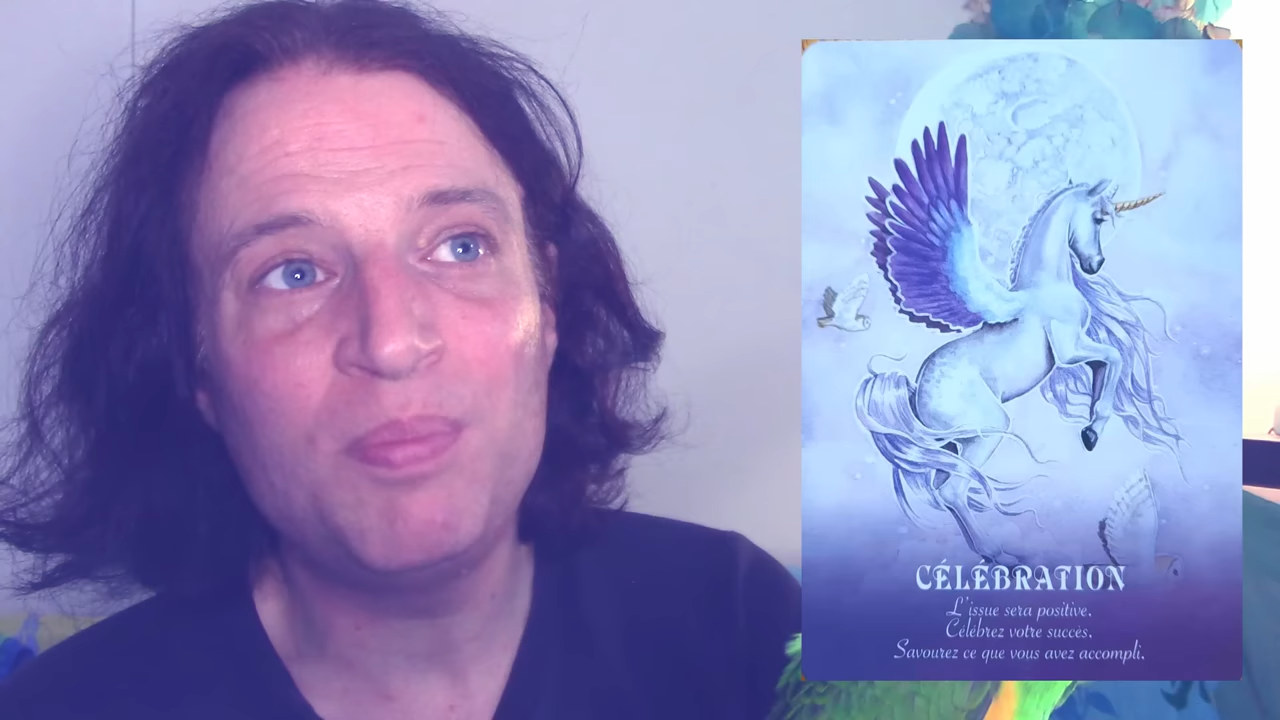 CÉLÉBRATION
L'issue sera positive.
Célébrez votre succès.
Savourez ce que vous avez accompli.